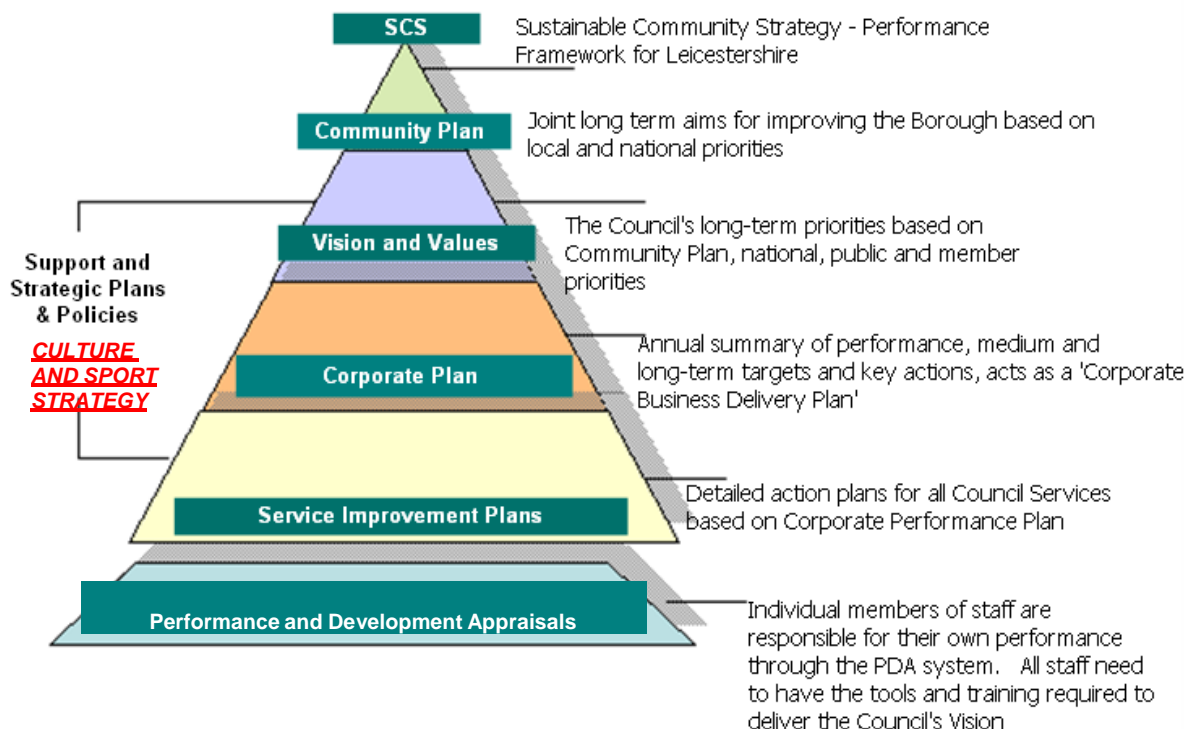 SCS
Sustainable Community Strategy - Performance
Framework for Leicestershire
Community Plan
Joint long term aims for improving the Borough based on
local and national priorities
Vision and Values
The Council's long-term priorities based on
Community Plan, national, public and member
priorities
Support and
Strategic Plans
& Policies
CULTURE
AND SPORT
STRATEGY
Corporate Plan
Annual summary of performance, medium and
long-term targets and key actions, acts as a 'Corporate
Business Delivery Plan'
Service Improvement Plans
Detailed action plans for all Council Services
based on Corporate Performance Plan
Performance and Development Appraisals
Individual members of staff are
responsible for their own performance
through the PDA system.   All staff need
to have the tools and training required to
deliver the Council's Vision